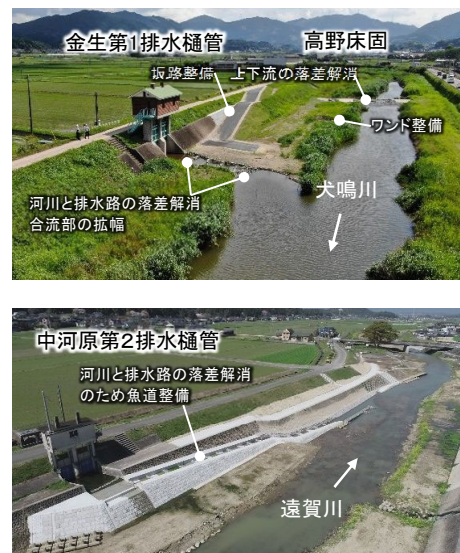 金生第1排水樋管
高野床固
坂路整備
上下流の落差解消
ワンド整備
河川と排水路の落差解消
合流部の拡幅
犬鳴川
中河原第2排水樋管
河川と排水路の落差解消
のため魚道整備
遠賀川